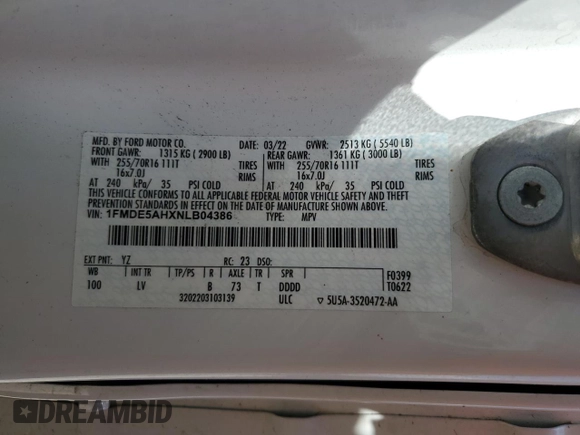 MFD. BY FORD MOTOR CO.
DATE: 03/22 GVWR: 2513 KG ( 5540 LB)
FRONT GAWR: 1315 KG ( 2900 LB) REAR GAWR: 1361 KG ( 3000 LB)
WITH 255/70R16 111T TIRES WITH 255/70R16 111T TIRES
16x7.0J RIMS 16x7.0J RIMS
AT 240 kPa/ 35 PSI COLD AT 240 kPa/ 35 PSI COLD
THIS VEHICLE CONFORMS TO ALL APPLICABLE FEDERAL MOTOR VEHICLE SAFETY AND THEFT PREVENTION
STANDARDS IN EFFECT ON THE DATE OF MANUFACTURE SHOWN ABOVE.
VIN: 1FMDE5AHXNLB04386 TYPE: MPV
EXT PNT: YZ RC: 23 DSO:
WB INT TR TP/PS R AXLE TR SPR F0399
100 LV B 73 T DDDD T0622
3202203103139 ULC ▽ 5U5A-3520472-AA
DREAMBID